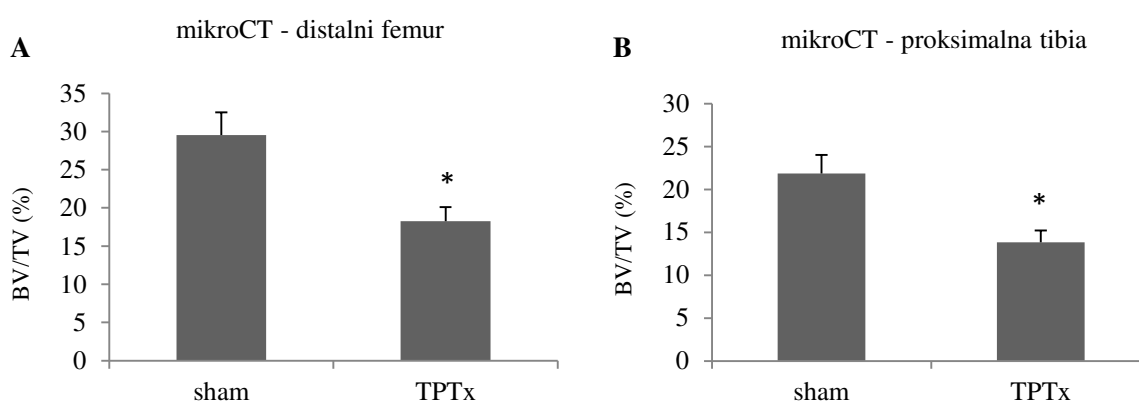 A
mikroCT - distalni femur
BV/TV (%)
35
30
25
20
15
10
5
0
*
sham
TPTx
B
mikroCT - proksimalna tibia
BV/TV (%)
30
25
20
15
10
5
0
*
sham
TPTx